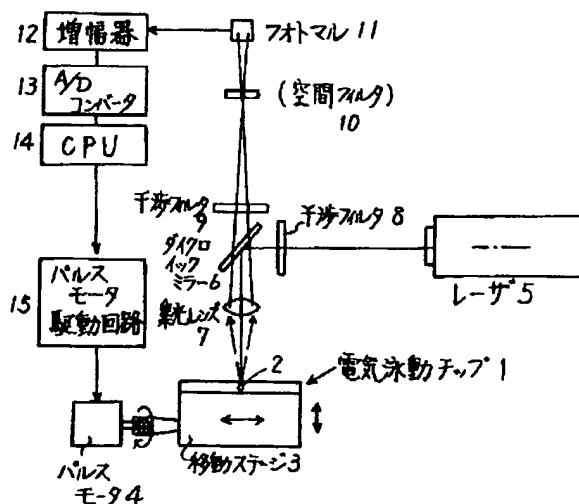 12
増幅器
フォトマル 11
13
A/D
コンバータ
(空間フィルタ)
10
14
CPU
干渉フィルタ
9
干渉フィルタ 8
ダイクロ
イック
ミラー6
レーザ 5
15
パルス
モータ
駆動回路
集光レンズ
7
2
電気泳動チップ 1
移動ステージ 3
パルス
モータ 4